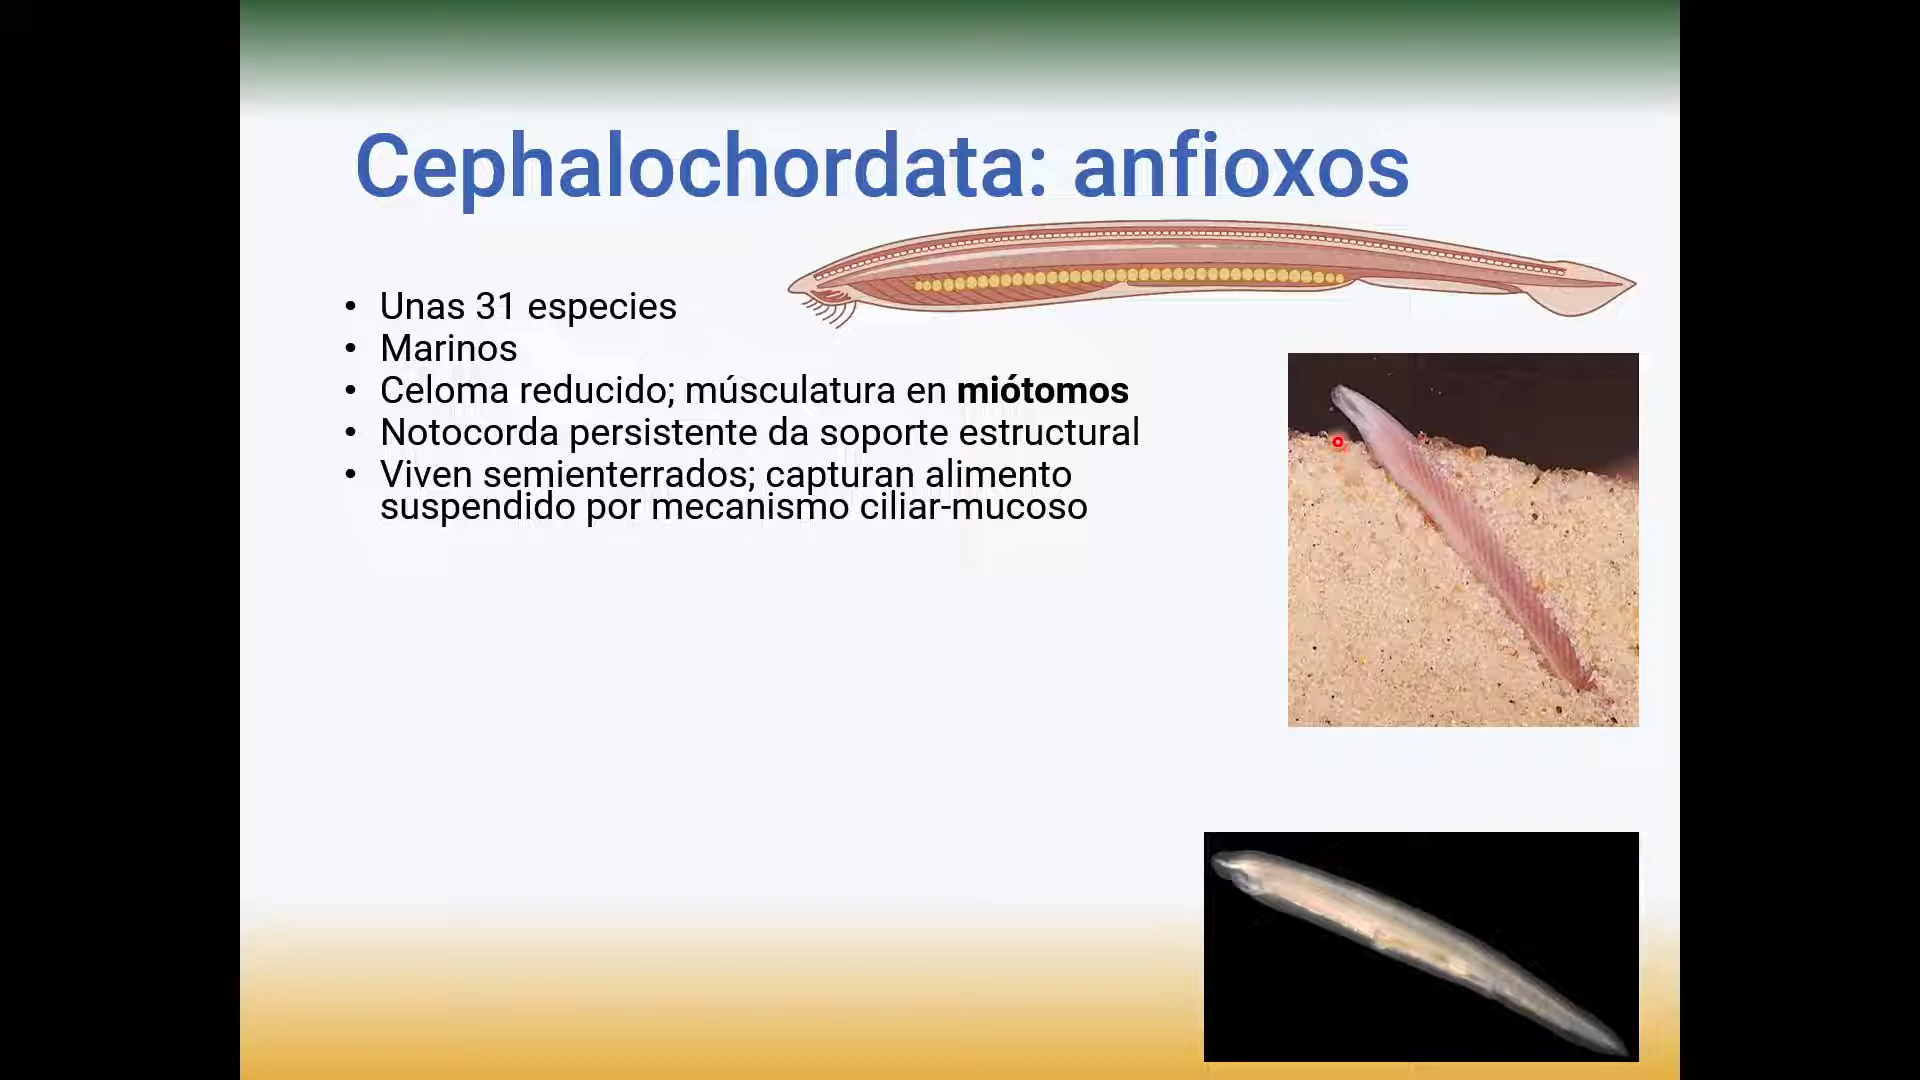 Cephalochordata: anfioxos
• Unas 31 especies
• Marinos
• Celoma reducido; músculatura en miótomos
• Notocorda persistente da soporte estructural
• Viven semienterrados; capturan alimento
suspendido por mecanismo ciliar-mucoso